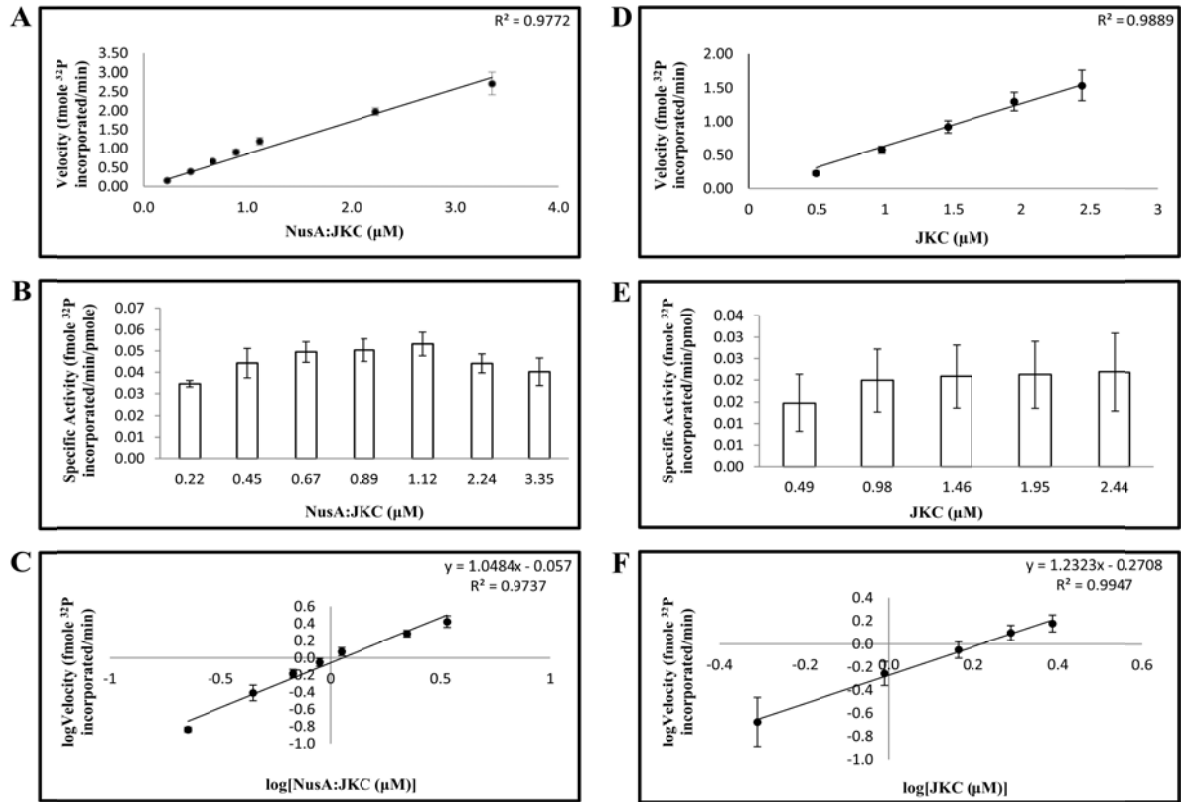 A
R² = 0.9772
Velocity (fmole ³²P
incorporated/min)
3.50
3.00
2.50
2.00
1.50
1.00
0.50
0.00
0.0 1.0 2.0 3.0 4.0
NusA:JKC (µM)
B
Specific Activity (fmole ³²P
incorporated/min/pmole)
0.07
0.06
0.05
0.04
0.03
0.02
0.01
0.00
0.22 0.45 0.67 0.89 1.12 2.24 3.35
NusA:JKC (µM)
C
y = 1.0484x - 0.057
R² = 0.9737
logVelocity (fmole ³²P
incorporated/min)
0.6
0.4
0.2
0.0
-0.2
-0.4
-0.6
-0.8
-1.0
-1 -0.5 0 0.5 1
log[NusA:JKC (µM)]
D
R² = 0.9889
Velocity (fmole ³²P
incorporated/min)
2.00
1.50
1.00
0.50
0.00
0 0.5 1 1.5 2 2.5 3
JKC (µM)
E
Specific Activity (fmole ³²P
incorporated/min/pmol)
0.04
0.03
0.03
0.02
0.02
0.01
0.01
0.00
0.49 0.98 1.46 1.95 2.44
JKC (µM)
F
y = 1.2323x - 0.2708
R² = 0.9947
logVelocity (fmole ³²P
incorporated/min)
0.4
0.2
0.0
-0.2
-0.4
-0.6
-0.8
-1.0
-0.4 -0.2 0.0 0.2 0.4 0.6
log[JKC (µM)]